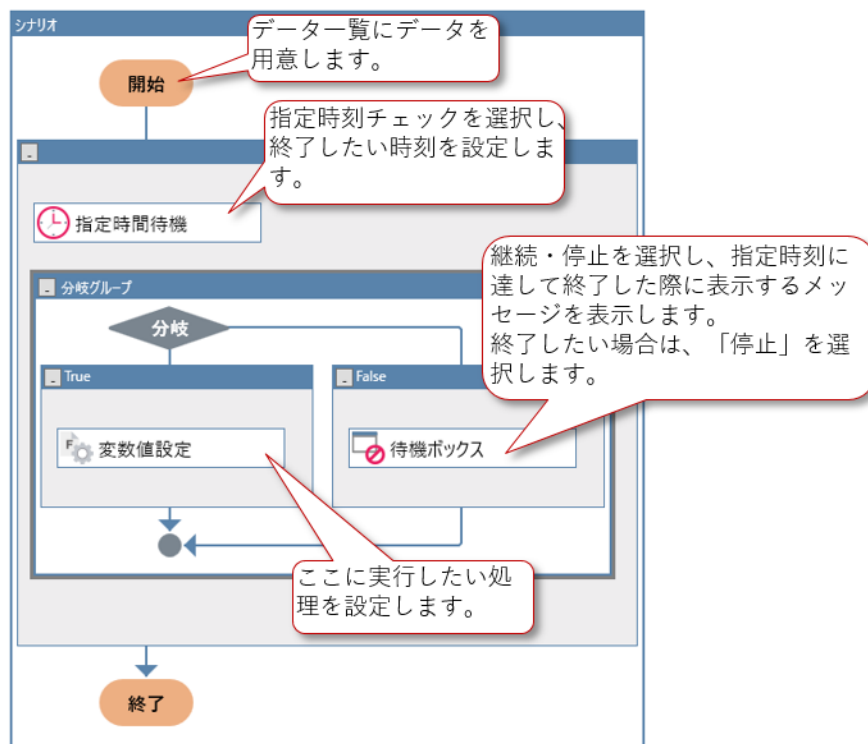 シナリオ
データ一覧にデータを
用意します。
開始
指定時刻チェックを選択し、
終了したい時刻を設定しま
す。
指定時間待機
継続・停止を選択し、指定時刻に
達して終了した際に表示するメッ
セージを表示します。
終了したい場合は、「停止」を選
択します。
分岐グループ
分岐
True
False
変数値設定
待機ボックス
ここに実行したい処
理を設定します。
終了